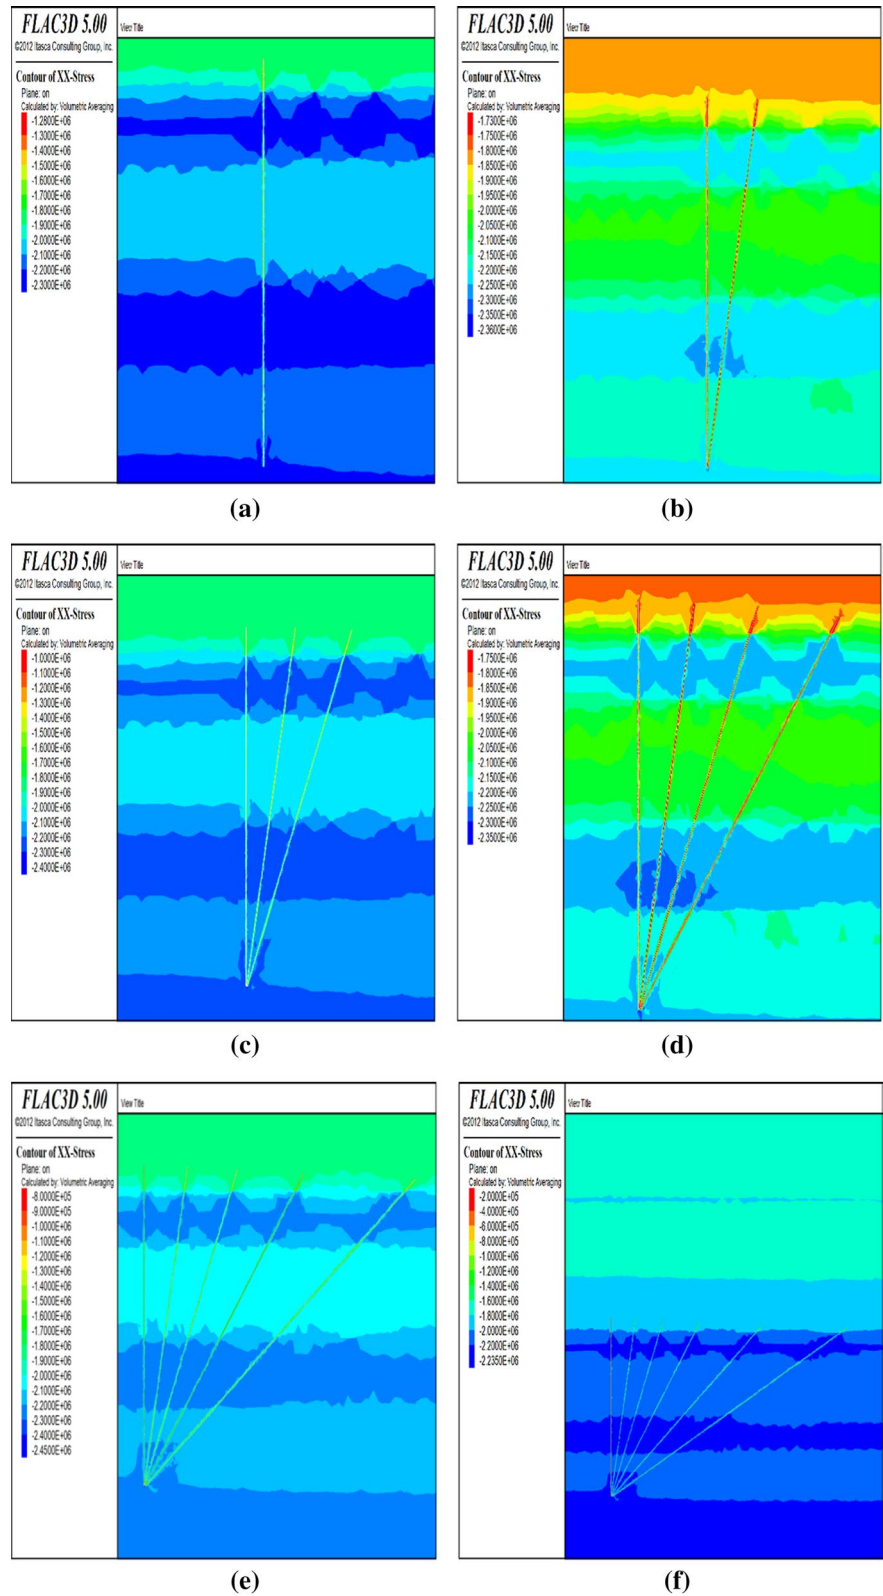 FLAC3D 5.00
©2012 Itasca Consulting Group, Inc.
View Title
Contour of XX-Stress
Plane: on
Calculated by: Volumetric Averaging
-1.2800E+06
-1.3000E+06
-1.4000E+06
-1.5000E+06
-1.6000E+06
-1.7000E+06
-1.8000E+06
-1.9000E+06
-2.0000E+06
-2.1000E+06
-2.2000E+06
-2.3000E+06
(a)
FLAC3D 5.00
©2012 Itasca Consulting Group, Inc.
View Title
Contour of XX-Stress
Plane: on
Calculated by: Volumetric Averaging
-1.7300E+06
-1.7500E+06
-1.8000E+06
-1.8500E+06
-1.9000E+06
-1.9500E+06
-2.0000E+06
-2.0500E+06
-2.1000E+06
-2.1500E+06
-2.2000E+06
-2.2500E+06
-2.3000E+06
-2.3500E+06
-2.3600E+06
(b)
FLAC3D 5.00
©2012 Itasca Consulting Group, Inc.
View Title
Contour of XX-Stress
Plane: on
Calculated by: Volumetric Averaging
-1.0000E+06
-1.1000E+06
-1.2000E+06
-1.3000E+06
-1.4000E+06
-1.5000E+06
-1.6000E+06
-1.7000E+06
-1.8000E+06
-1.9000E+06
-2.0000E+06
-2.1000E+06
-2.2000E+06
-2.3000E+06
-2.4000E+06
(c)
FLAC3D 5.00
©2012 Itasca Consulting Group, Inc.
View Title
Contour of XX-Stress
Plane: on
Calculated by: Volumetric Averaging
-1.7500E+06
-1.8000E+06
-1.8500E+06
-1.9000E+06
-1.9500E+06
-2.0000E+06
-2.0500E+06
-2.1000E+06
-2.1500E+06
-2.2000E+06
-2.2500E+06
-2.3000E+06
-2.3500E+06
(d)
FLAC3D 5.00
©2012 Itasca Consulting Group, Inc.
View Title
Contour of XX-Stress
Plane: on
Calculated by: Volumetric Averaging
-8.0000E+05
-9.0000E+05
-1.0000E+06
-1.1000E+06
-1.2000E+06
-1.3000E+06
-1.4000E+06
-1.5000E+06
-1.6000E+06
-1.7000E+06
-1.8000E+06
-1.9000E+06
-2.0000E+06
-2.1000E+06
-2.2000E+06
-2.3000E+06
-2.4000E+06
-2.4500E+06
(e)
FLAC3D 5.00
©2012 Itasca Consulting Group, Inc.
View Title
Contour of XX-Stress
Plane: on
Calculated by: Volumetric Averaging
-2.0000E+05
-4.0000E+05
-6.0000E+05
-8.0000E+05
-1.0000E+06
-1.2000E+06
-1.4000E+06
-1.6000E+06
-1.8000E+06
-2.0000E+06
-2.2000E+06
-2.2350E+06
(f)